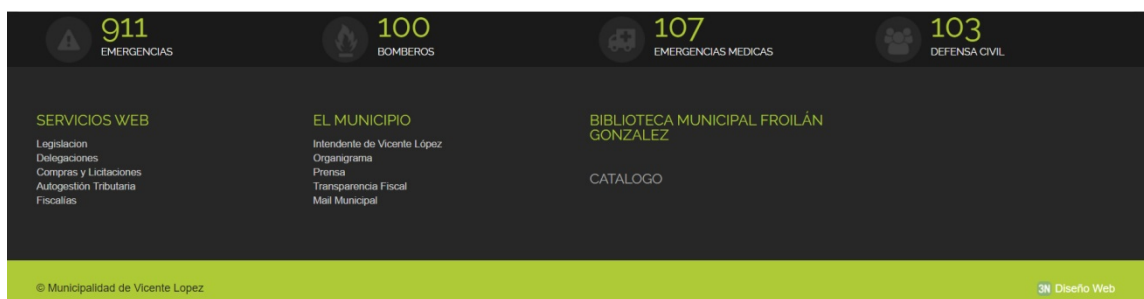 911
EMERGENCIAS
100
BOMBEROS
107
EMERGENCIAS MEDICAS
103
DEFENSA CIVIL
SERVICIOS WEB
Legislacion
Delegaciones
Compras y Licitaciones
Autogestión Tributaria
Fiscalías
EL MUNICIPIO
Intendente de Vicente López
Organigrama
Prensa
Transparencia Fiscal
Mail Municipal
BIBLIOTECA MUNICIPAL FROILÁN
GONZALEZ
CATALOGO
© Municipalidad de Vicente Lopez
3N Diseño Web